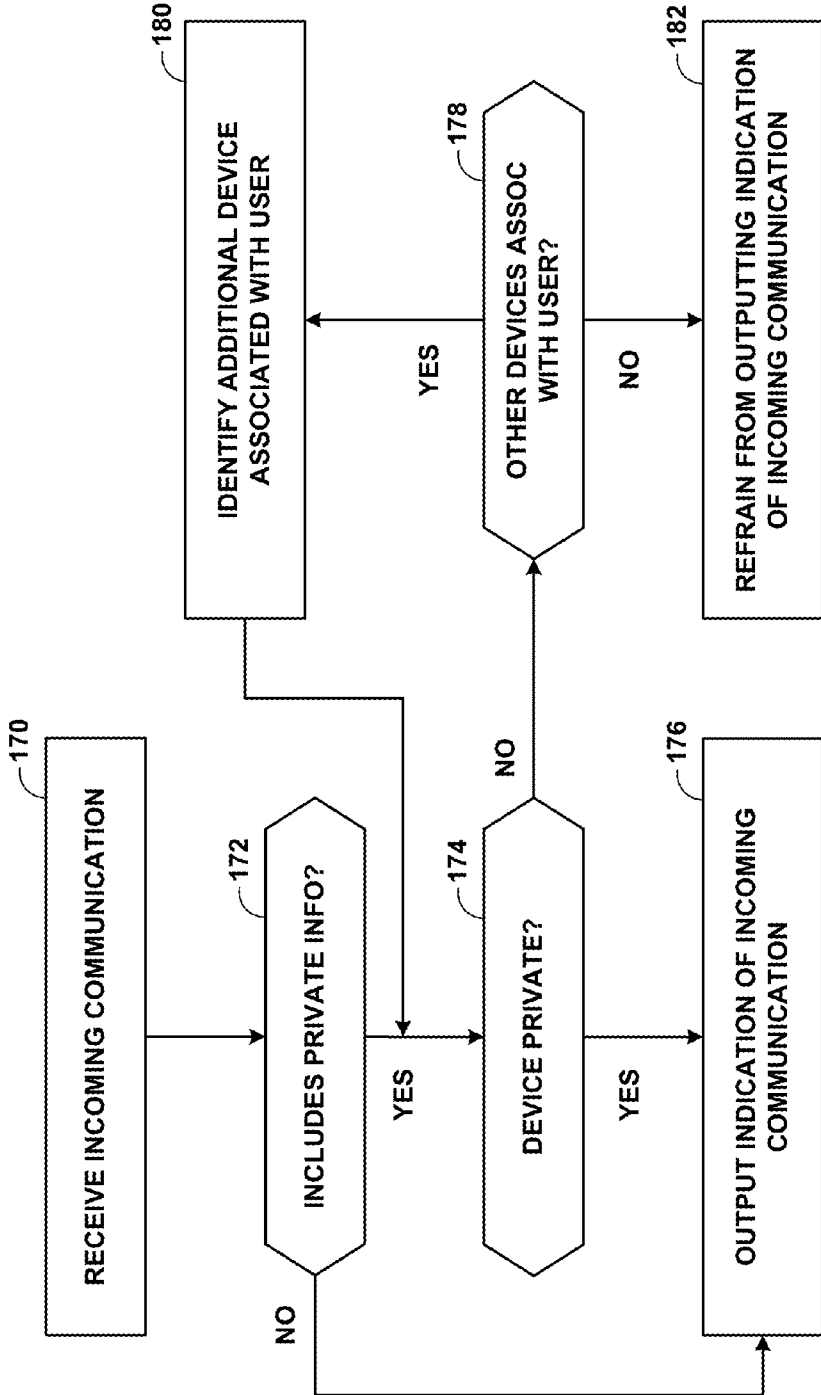 170
RECEIVE INCOMING COMMUNICATION
172
INCLUDES PRIVATE INFO?
NO
YES
174
DEVICE PRIVATE?
NO
YES
176
OUTPUT INDICATION OF INCOMING
COMMUNICATION
180
IDENTIFY ADDITIONAL DEVICE
ASSOCIATED WITH USER
YES
178
OTHER DEVICES ASSOC
WITH USER?
NO
182
REFRAIN FROM OUTPUTTING INDICATION
OF INCOMING COMMUNICATION